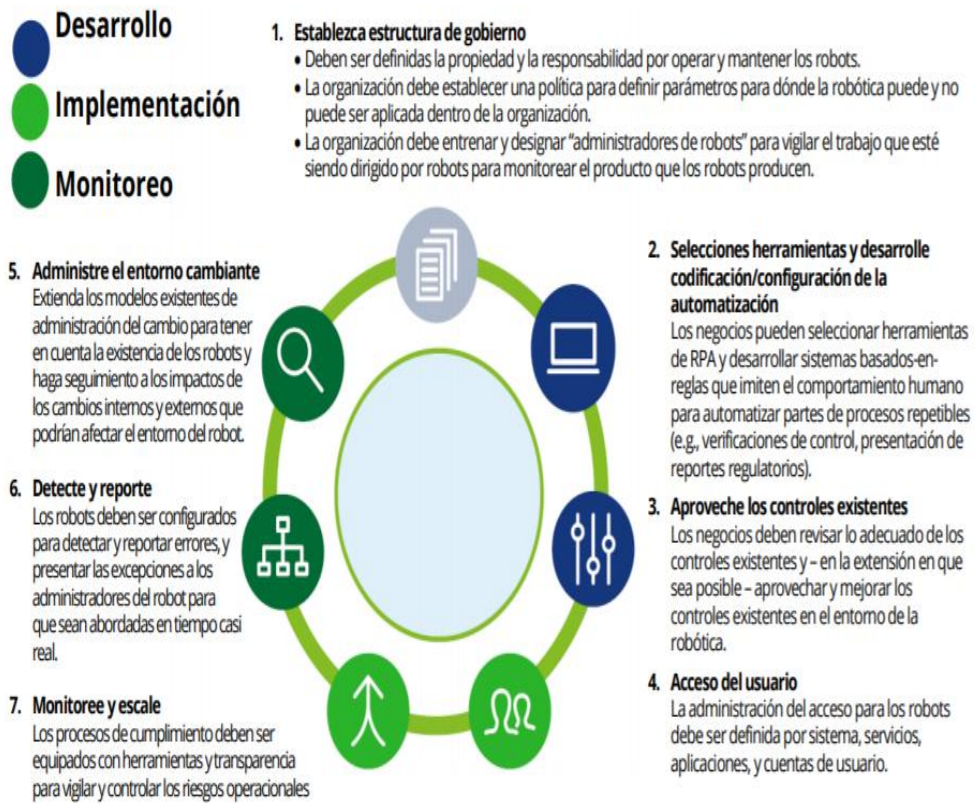 Desarrollo
Implementación
Monitoreo
1. Establezca estructura de gobierno
• Deben ser definidas la propiedad y la responsabilidad por operar y mantener los robots.
• La organización debe establecer una política para definir parámetros para dónde la robótica puede y no
puede ser aplicada dentro de la organización.
• La organización debe entrenar y designar “administradores de robots” para vigilar el trabajo que esté
siendo dirigido por robots para monitorear el producto que los robots producen.
2. Selecciones herramientas y desarrolle
codificación/configuración de la
automatización
Los negocios pueden seleccionar herramientas
de RPA y desarrollar sistemas basados-en-
reglas que imiten el comportamiento humano
para automatizar partes de procesos repetibles
(e.g., verificaciones de control, presentación de
reportes regulatorios).
3. Aproveche los controles existentes
Los negocios deben revisar lo adecuado de los
controles existentes y – en la extensión en que
sea posible – aprovechar y mejorar los
controles existentes en el entorno de la
robótica.
4. Acceso del usuario
La administración del acceso para los robots
debe ser definida por sistema, servicios,
aplicaciones, y cuentas de usuario.
5. Administre el entorno cambiante
Extienda los modelos existentes de
administración del cambio para tener
en cuenta la existencia de los robots y
haga seguimiento a los impactos de
los cambios internos y externos que
podrían afectar el entorno del robot.
6. Detecte y reporte
Los robots deben ser configurados
para detectar y reportar errores, y
presentar las excepciones a los
administradores del robot para
que sean abordadas en tiempo casi
real.
7. Monitoree y escale
Los procesos de cumplimiento deben ser
equipados con herramientas y transparencia
para vigilar y controlar los riesgos operacionales